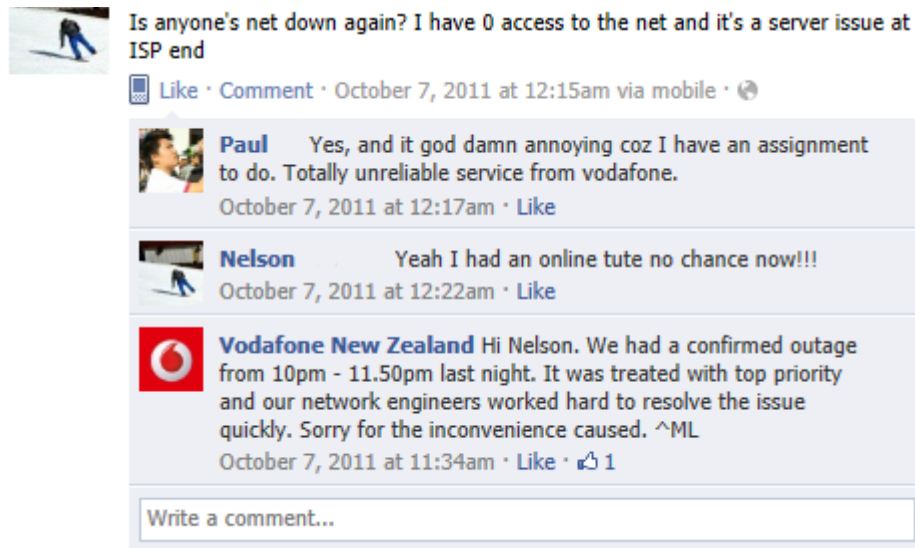 Is anyone's net down again? I have 0 access to the net and it's a server issue at
ISP end
Like · Comment · October 7, 2011 at 12:15am via mobile ·
Paul Yes, and it god damn annoying coz I have an assignment
to do. Totally unreliable service from vodafone.
October 7, 2011 at 12:17am · Like
Nelson Yeah I had an online tute no chance now!!!
October 7, 2011 at 12:22am · Like
Vodafone New Zealand Hi Nelson. We had a confirmed outage
from 10pm - 11.50pm last night. It was treated with top priority
and our network engineers worked hard to resolve the issue
quickly. Sorry for the inconvenience caused. ^ML
October 7, 2011 at 11:34am · Like · 1
Write a comment...